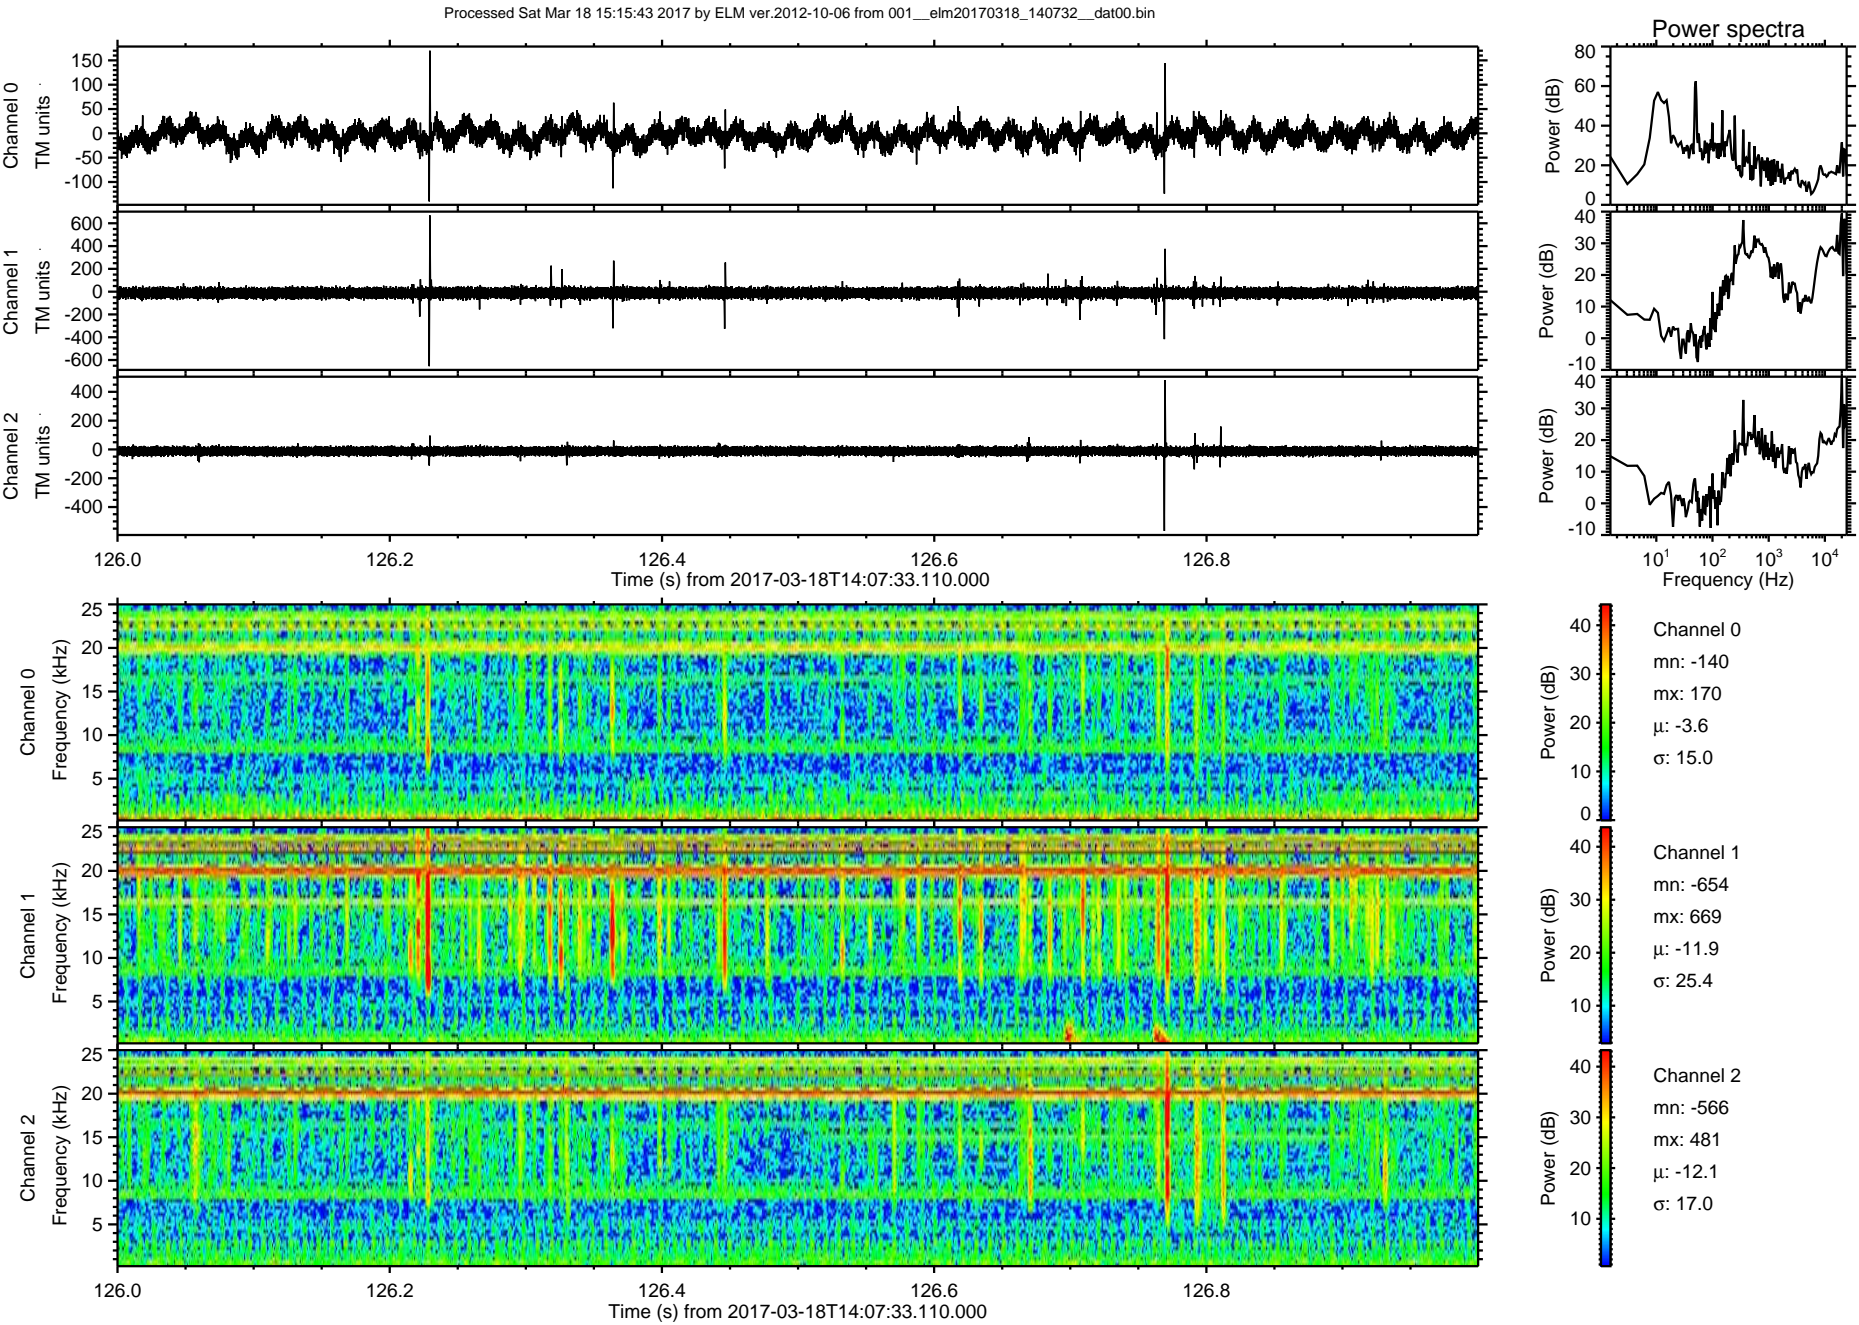 Processed Sat Mar 18 15:15:43 2017 by ELM ver.2012-10-06 from 001__elm20170318_140732__dat00.bin
Power spectra
Channel 0
TM units
150
100
50
0
-50
-100
Power (dB)
80
60
40
20
0
Channel 1
TM units
600
400
200
0
-200
-400
-600
Power (dB)
40
30
20
10
0
-10
Channel 2
TM units
400
200
0
-200
-400
Power (dB)
40
30
20
10
0
-10
126.0 126.2 126.4 126.6 126.8
Time (s) from 2017-03-18T14:07:33.110.000
10¹ 10² 10³ 10⁴
Frequency (Hz)
Channel 0
Frequency (kHz)
25
20
15
10
5
Power (dB)
40
30
20
10
0
Channel 0
mn: -140
mx: 170
μ: -3.6
σ: 15.0
Channel 1
Frequency (kHz)
25
20
15
10
5
Power (dB)
40
30
20
10
Channel 1
mn: -654
mx: 669
μ: -11.9
σ: 25.4
Channel 2
Frequency (kHz)
25
20
15
10
5
Power (dB)
40
30
20
10
Channel 2
mn: -566
mx: 481
μ: -12.1
σ: 17.0
126.0 126.2 126.4 126.6 126.8
Time (s) from 2017-03-18T14:07:33.110.000